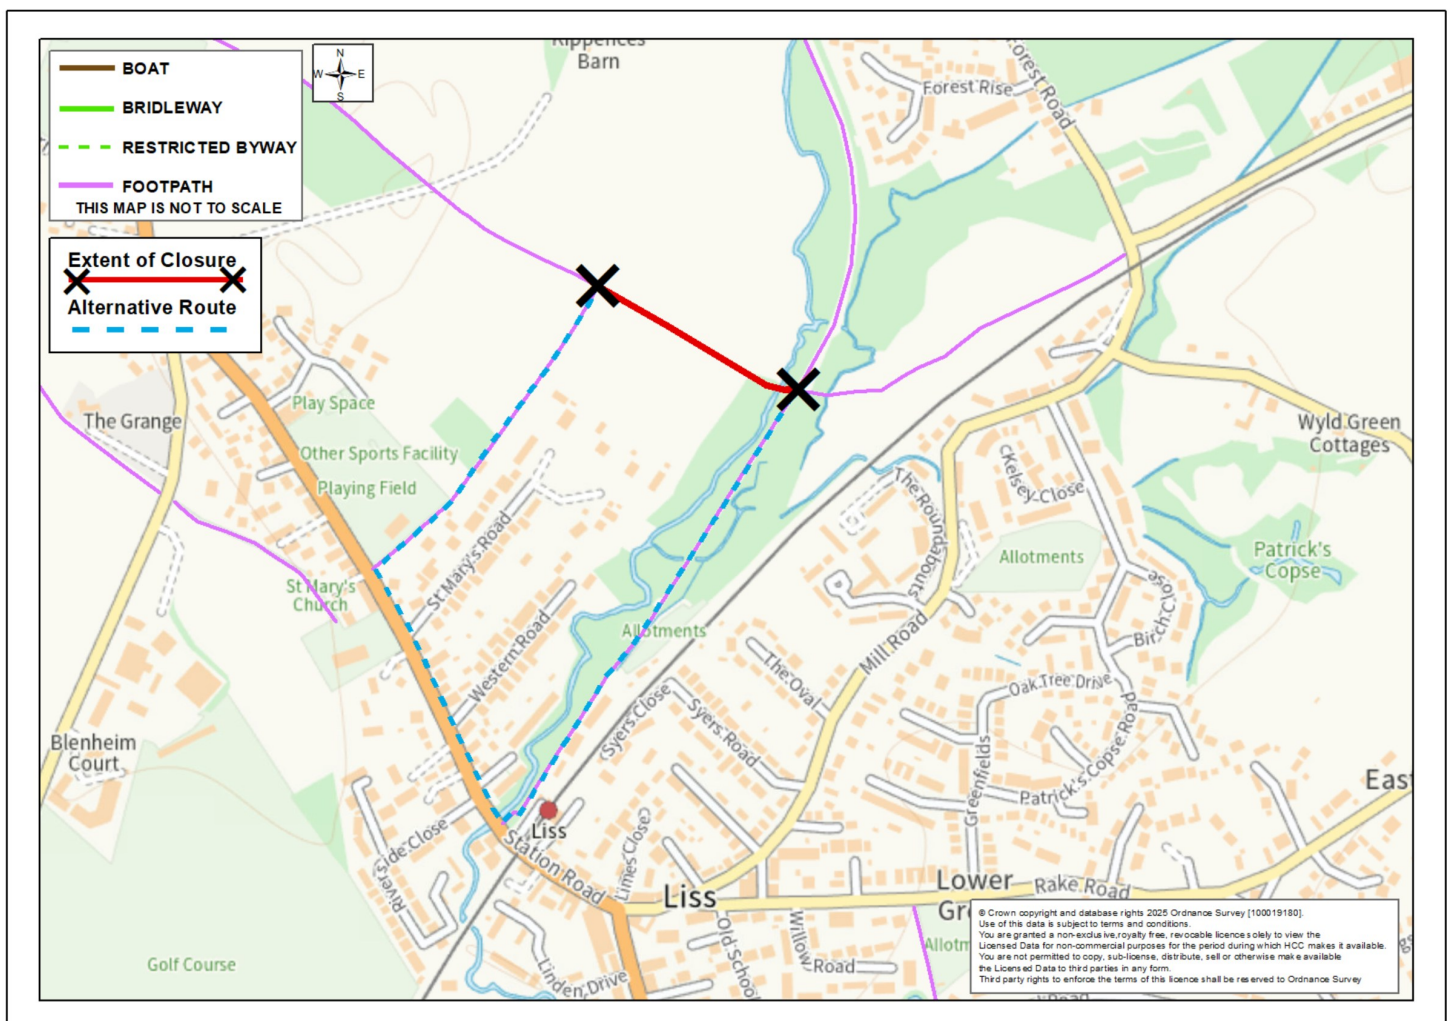 BOAT
BRIDLEWAY
RESTRICTED BYWAY
FOOTPATH
THIS MAP IS NOT TO SCALE
N
W E
S
Extent of Closure
Alternative Route
Rippences
Barn
Forest Rise
Forest Road
The Grange
Play Space
Other Sports Facility
Playing Field
St Mary's
Church
St Mary's Road
Western Road
Allotments
Wyld Green
Cottages
Ckelsey Close
The Roundabouts
Allotments
Patrick's
Copse
Birch Close
Mill Road
Oak Tree Drive
The Oval
Syers Close
Syers Road
Patrick's Copse Road
Greenfields
Blenheim
Court
Riverside Close
Liss
Station Road
Limes Close
Liss
Lower
Rake Road
East
Golf Course
Linden Drive
Old School
Willow Road
© Crown copyright and database rights 2025 Ordnance Survey [100019180].
Use of this data is subject to terms and conditions.
You are granted a non-exclusive, royalty free, revocable licence solely to view the
Licensed Data for non-commercial purposes for the period during which HCC makes it available.
You are not permitted to copy, sub-license, distribute, sell or otherwise make available
the Licensed Data to third parties in any form.
Third party rights to enforce the terms of this licence shall be reserved to Ordnance Survey